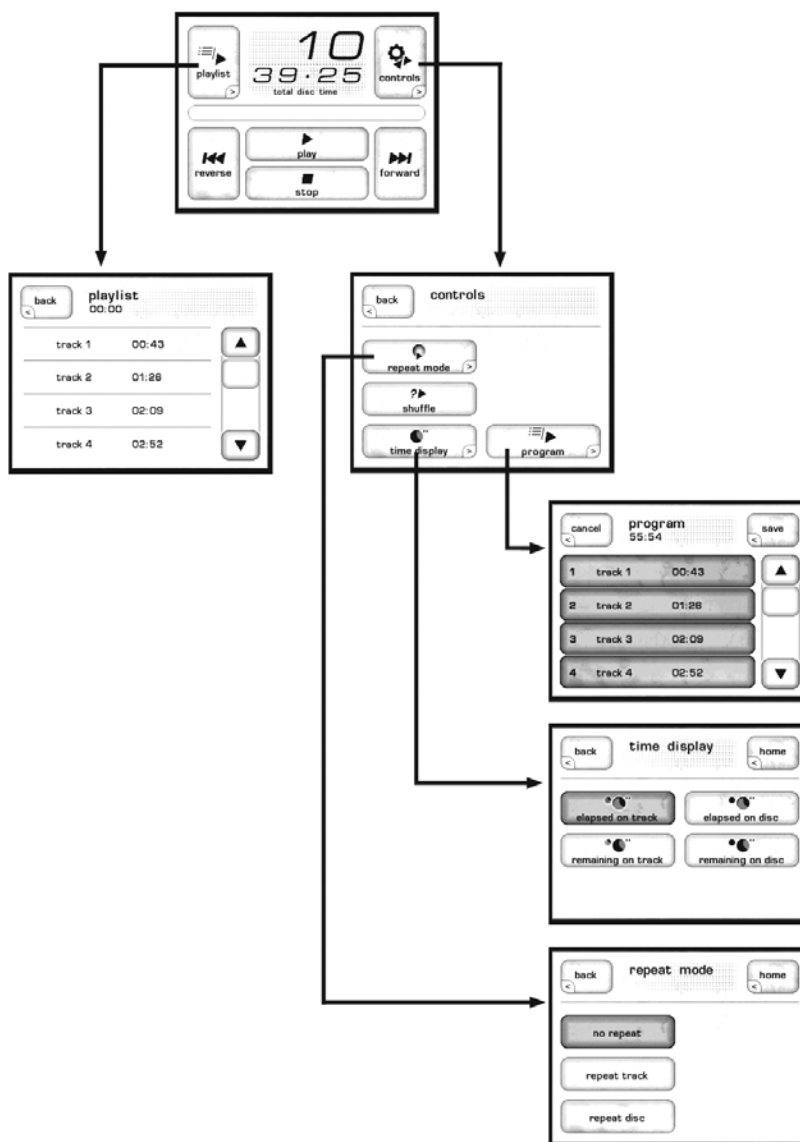 10
playlist
39·25
controls
total disc time
>
>
play
reverse
forward
stop
back
playlist
<
00:00
track 1 00:43
track 2 01:26
track 3 02:09
track 4 02:52
back
controls
<
repeat mode
>
?
shuffle
time display
>
program
>
cancel
program
save
<
55:54
<
1 track 1 00:43
2 track 2 01:26
3 track 3 02:09
4 track 4 02:52
back
time display
home
<
<
elapsed on track
elapsed on disc
remaining on track
remaining on disc
back
repeat mode
home
<
<
no repeat
repeat track
repeat disc